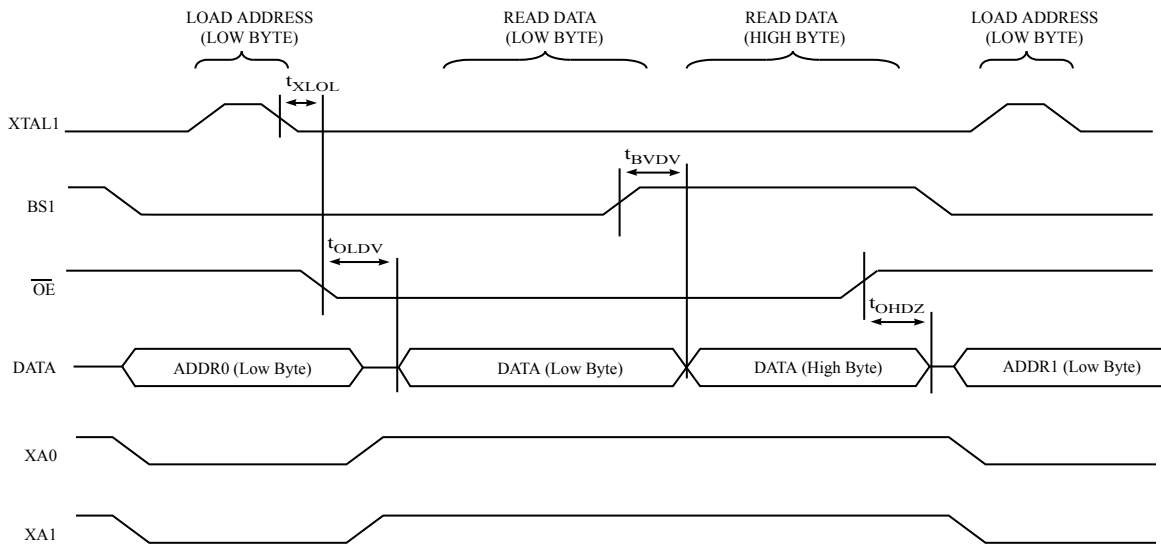 LOAD ADDRESS
(LOW BYTE)
READ DATA
(LOW BYTE)
READ DATA
(HIGH BYTE)
LOAD ADDRESS
(LOW BYTE)
tXLOL
XTAL1
tBVDV
BS1
tOLDV
OE
tOHDZ
DATA
ADDR0 (Low Byte)
DATA (Low Byte)
DATA (High Byte)
ADDR1 (Low Byte)
XA0
XA1